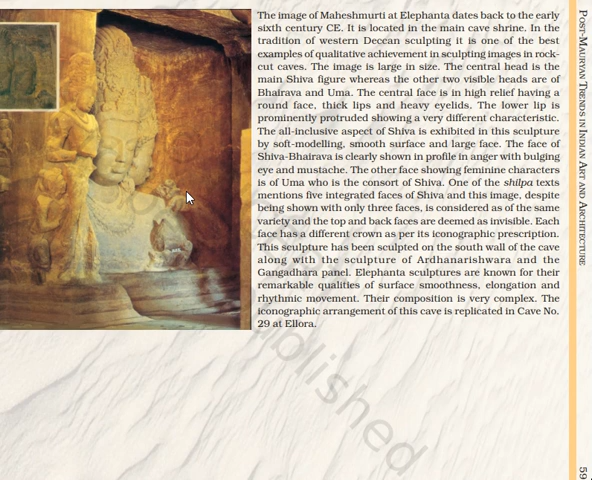 The image of Maheshmurti at Elephanta dates back to the early
sixth century CE. It is located in the main cave shrine. In the
tradition of western Deccan sculpting it is one of the best
examples of qualitative achievement in sculpting images in rock-
cut caves. The image is large in size. The central head is the
main Shiva figure whereas the other two visible heads are of
Bhairava and Uma. The central face is in high relief having a
round face, thick lips and heavy eyelids. The lower lip is
prominently protruded showing a very different characteristic.
The all-inclusive aspect of Shiva is exhibited in this sculpture
by soft-modelling, smooth surface and large face. The face of
Shiva-Bhairava is clearly shown in profile in anger with bulging
eye and mustache. The other face showing feminine characters
is of Uma who is the consort of Shiva. One of the shilpa texts
mentions five integrated faces of Shiva and this image, despite
being shown with only three faces, is considered as of the same
variety and the top and back faces are deemed as invisible. Each
face has a different crown as per its iconographic prescription.
This sculpture has been sculpted on the south wall of the cave
along with the sculpture of Ardhanarishwara and the
Gangadhara panel. Elephanta sculptures are known for their
remarkable qualities of surface smoothness, elongation and
rhythmic movement. Their composition is very complex. The
iconographic arrangement of this cave is replicated in Cave No.
29 at Ellora.
POST-MAURYAN TRENDS IN INDIAN ART AND ARCHITECTURE
59